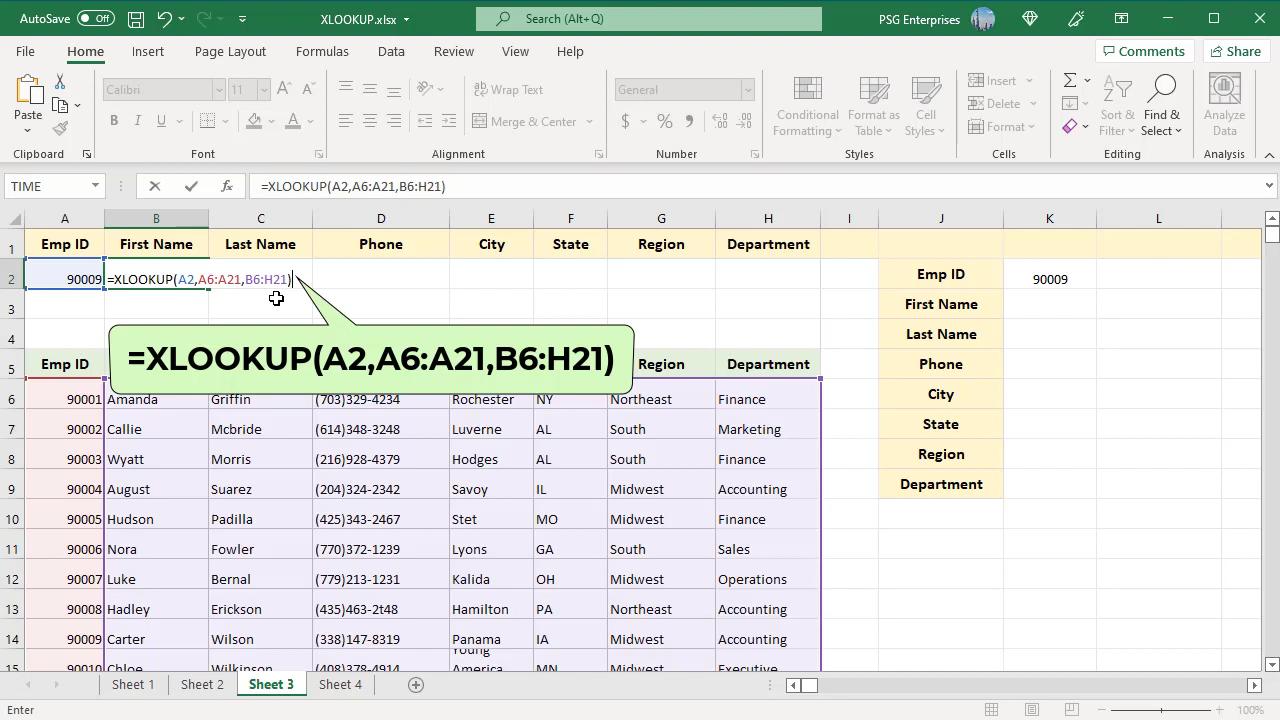 AutoSave Off XLOOKUP.xlsx Search (Alt+Q) PSG Enterprises
File Home Insert Page Layout Formulas Data Review View Help Comments Share
Paste
Clipboard
Calibri 11
B I U A A A
Font
Wrap Text
Merge & Center
Alignment
General
$ % 9
Number
Conditional Formatting
Format as Table
Cell Styles
Styles
Insert
Delete
Format
Cells
Sort & Filter
Find & Select
Editing
Analyze Data
Analysis
TIME fx =XLOOKUP(A2,A6:A21,B6:H21)
A B C D E F G H I J K L
1 Emp ID First Name Last Name Phone City State Region Department
2 90009 =XLOOKUP(A2,A6:A21,B6:H21) Emp ID 90009
3 First Name
4 Last Name
=XLOOKUP(A2,A6:A21,B6:H21)
5 Emp ID Region Department Phone
6 90001 Amanda Griffin (703)329-4234 Rochester NY Northeast Finance City
7 90002 Callie Mcbride (614)348-3248 Luverne AL South Marketing State
8 90003 Wyatt Morris (216)928-4379 Hodges AL South Finance Region
9 90004 August Suarez (204)324-2342 Savoy IL Midwest Accounting Department
10 90005 Hudson Padilla (425)343-2467 Stet MO Midwest Finance
11 90006 Nora Fowler (770)372-1239 Lyons GA South Sales
12 90007 Luke Bernal (779)213-1231 Kalida OH Midwest Operations
13 90008 Hadley Erickson (435)463-2t48 Hamilton PA Northeast Accounting
14 90009 Carter Wilson (338)147-8319 Panama IA Midwest Accounting
15 90010 Chloe Wilkinson (408)378-4914 Young America MN Midwest Executive
Sheet 1 Sheet 2 Sheet 3 Sheet 4
Enter 100%